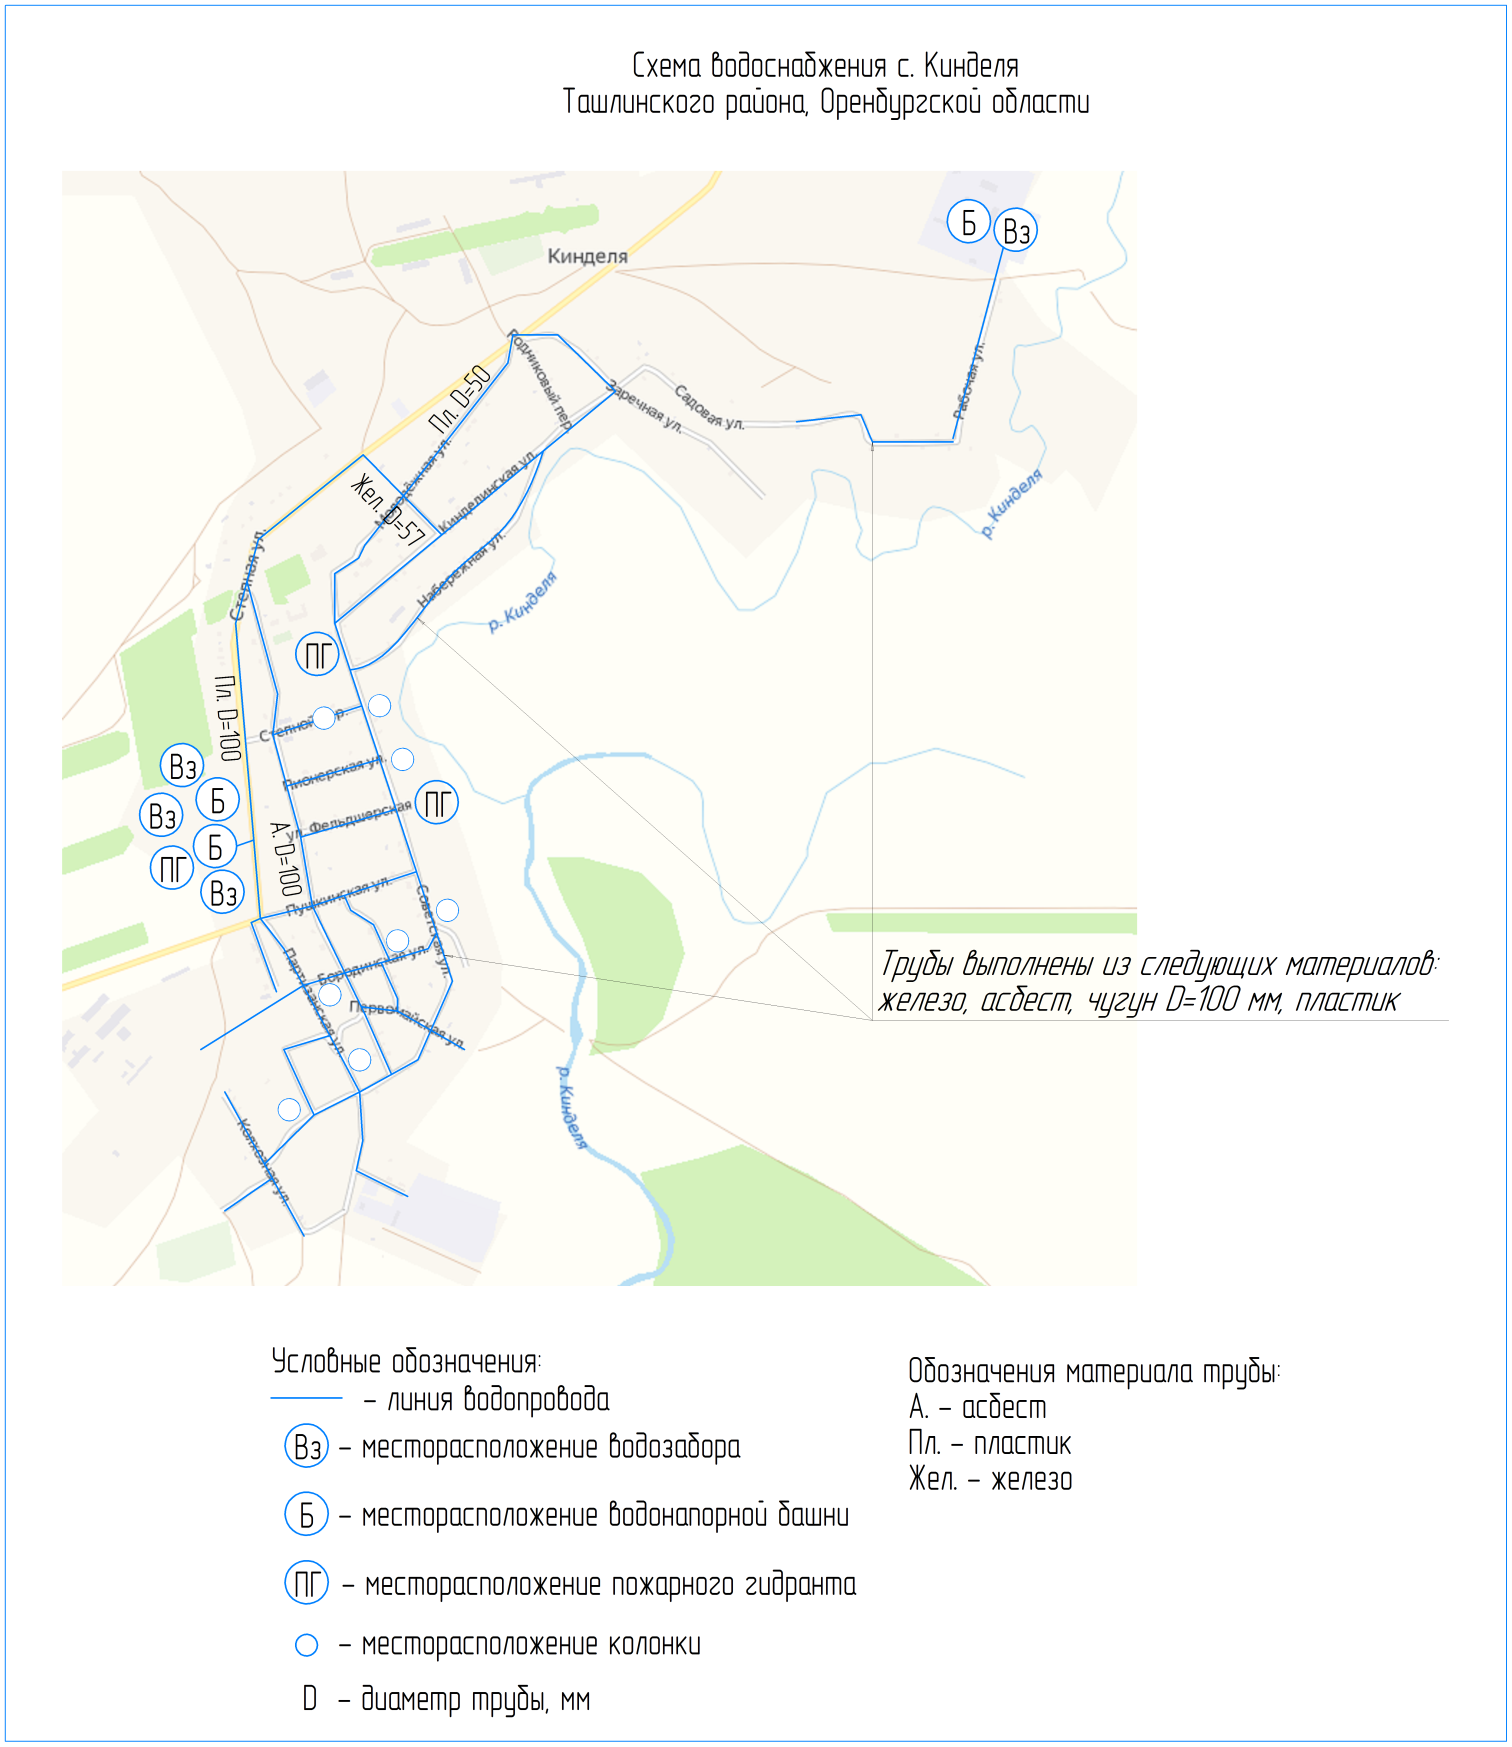 Схема водоснабжения с. Кинделя
Ташлинского района, Оренбургской области
Б
Вз
Кинделя
Родниковый пер.
Пл. D=50
Заречная ул.
Садовая ул.
Рабочая ул.
Молодёжная ул.
Жел. D=57
Кинделинская ул.
р. Кинделя
Степная ул.
Набережная ул.
р. Кинделя
ПГ
Пл. D=100
Степной пер.
Вз
Пионерская ул.
Б
ПГ
Вз
ул. Фельдшерская
Б
А. D=100
ПГ
Вз
Пушкинская ул.
Советская ул.
Партизанская ул.
Бородинская ул.
Трубы выполнены из следующих материалов:
железо, асбест, чугун D=100 мм, пластик
Первомайская ул.
р. Кинделя
Колхозная ул.
Условные обозначения:
– линия водопровода
Вз – месторасположение водозабора
Б – месторасположение водонапорной башни
ПГ – месторасположение пожарного гидранта
– месторасположение колонки
D – диаметр трубы, мм
Обозначения материала трубы:
А. – асбест
Пл. – пластик
Жел. – железо